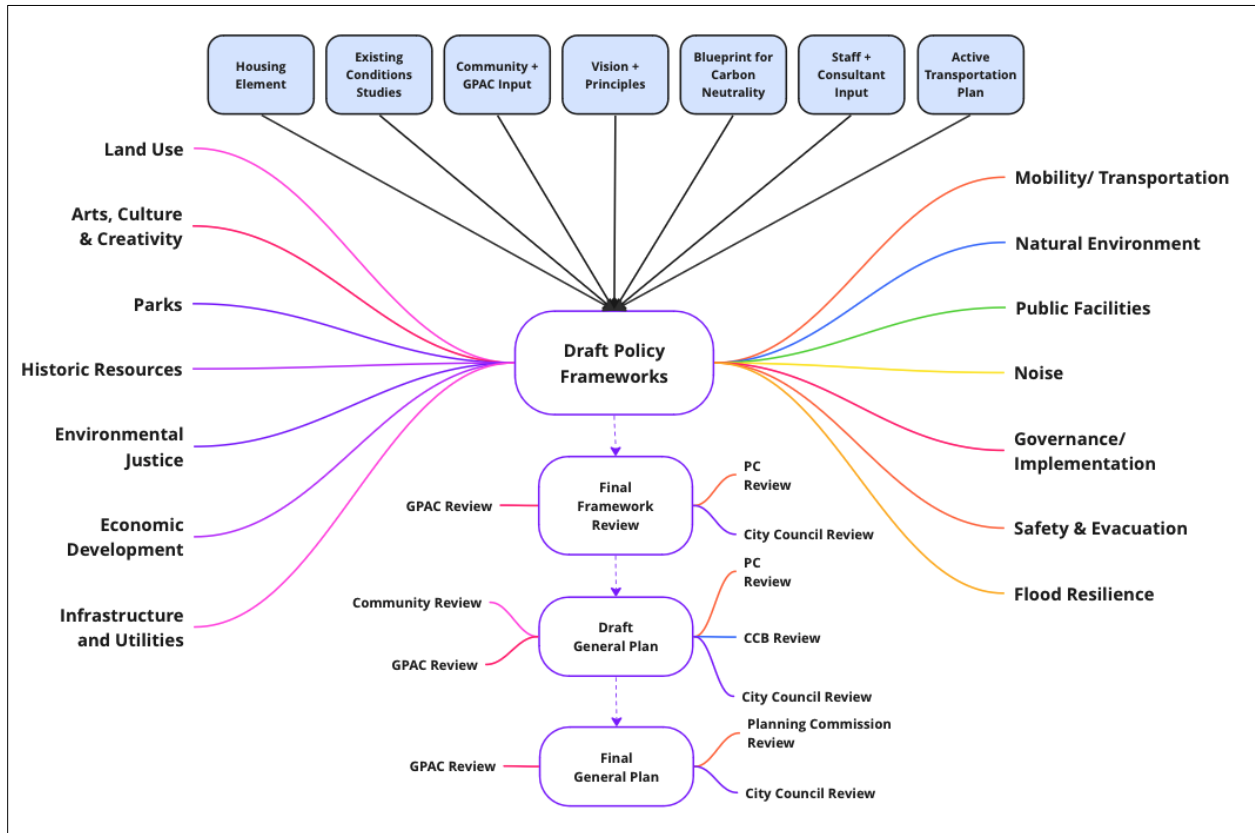 Housing
Element
Existing
Conditions
Studies
Community +
GPAC Input
Vision +
Principles
Blueprint for
Carbon
Neutrality
Staff +
Consultant
Input
Active
Transportation
Plan
Land Use
Arts, Culture
& Creativity
Parks
Historic Resources
Environmental
Justice
Economic
Development
Infrastructure
and Utilities
Draft Policy
Frameworks
Mobility/ Transportation
Natural Environment
Public Facilities
Noise
Governance/
Implementation
Safety & Evacuation
Flood Resilience
GPAC Review
Final
Framework
Review
PC
Review
City Council Review
Community Review
GPAC Review
Draft
General Plan
PC
Review
CCB Review
City Council Review
GPAC Review
Final
General Plan
Planning Commission
Review
City Council Review